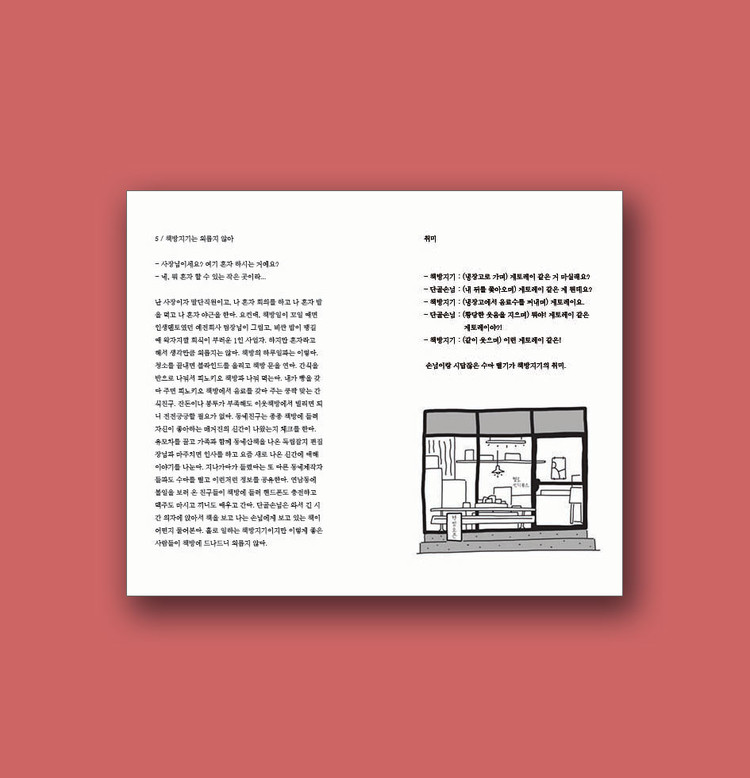 5 / 책방지기는 외롭지 않아
- 사장님이세요? 여기 혼자 하시는 거예요?
- 네, 뭐 혼자 할 수 있는 작은 곳이라...
난 사장이자 말단직원이고, 나 혼자 회의를 하고 나 혼자 밥
을 먹고 나 혼자 야근을 한다. 요컨대, 책방일이 꼬일 때면
인생멘토였던 예전회사 팀장님이 그립고, 비싼 밥이 땡길
때 왁자지껄 회식이 부러운 1인 사업자. 하지만 혼자라고
해서 생각만큼 외롭지는 않다. 책방의 하루일과는 이렇다.
청소를 끝내면 블라인드를 올리고 책방 문을 연다. 간식을
반으로 나눠서 피노키오 책방과 나눠 먹는다. 내가 빵을 갖
다 주면 피노키오 책방에서 음료를 갖다 주는 쿵짝 맞는 간
식친구. 잔돈이나 봉투가 부족해도 이웃책방에서 빌리면 되
니 전전긍긍할 필요가 없다. 동네친구는 종종 책방에 들려
자신이 좋아하는 매거진의 신간이 나왔는지 체크를 한다.
유모차를 끌고 가족과 함께 동네산책을 나온 독립잡지 편집
장님과 마주치면 인사를 하고 요즘 새로 나온 신간에 대해
이야기를 나눈다. 지나가다가 들렸다는 또 다른 동네제작자
들과도 수다를 떨고 이런저런 정보를 공유한다. 연남동에
볼일을 보러 온 친구들이 책방에 들려 핸드폰도 충전하고
맥주도 마시고 끼니도 때우고 간다. 단골손님은 와서 긴 시
간 의자에 앉아서 책을 보고 나는 손님에게 보고 있는 책이
어떤지 물어본다. 홀로 일하는 책방지기이지만 이렇게 좋은
사람들이 책방에 드나드니 외롭지 않다.
취미
- 책방지기 : (냉장고로 가며) 게토레이 같은 거 마실래요?
- 단골손님 : (내 뒤를 쫓아오며) 게토레이 같은 게 뭔데요?
- 책방지기 : (냉장고에서 음료수를 꺼내며) 게토레이요.
- 단골손님 : (황당한 웃음을 지으며) 뭐야! 게토레이 같은
게토레이야?!
- 책방지기 : (같이 웃으며) 이런 게토레이 같은!
손님이랑 시답잖은 수다 떨기가 책방지기의 취미.